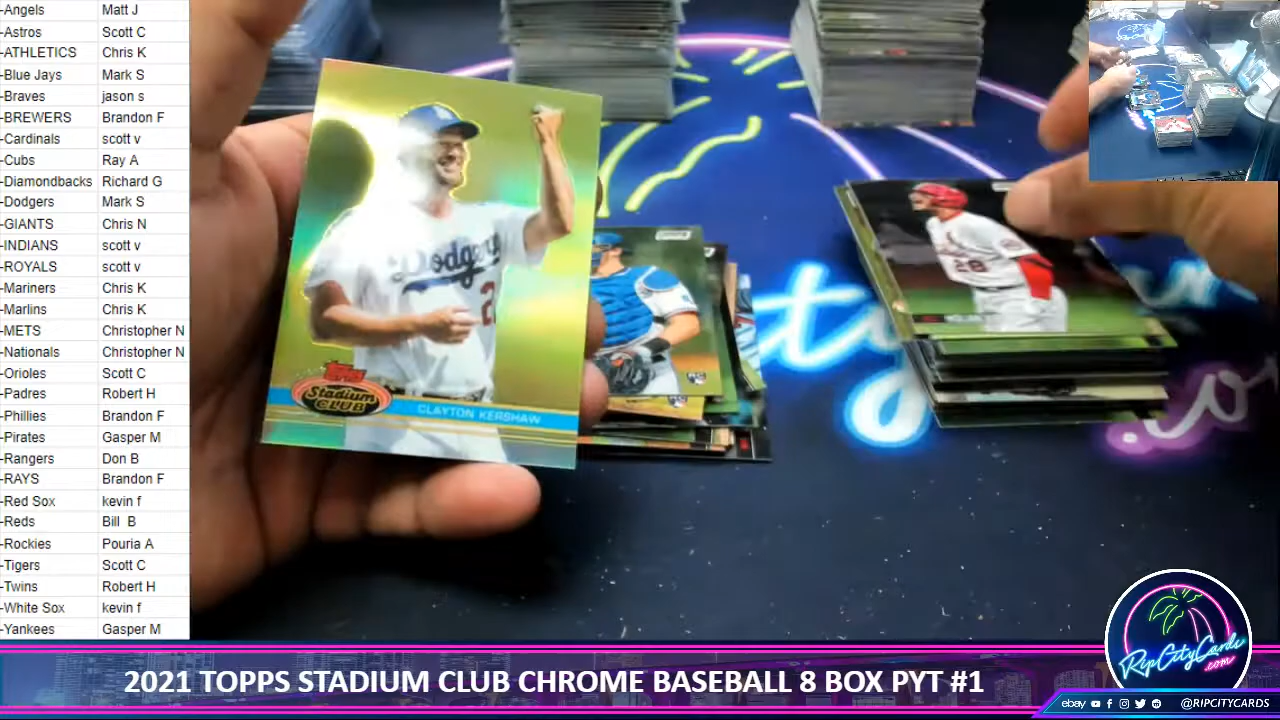 -Angels Matt J
-Astros Scott C
-ATHLETICS Chris K
-Blue Jays Mark S
-Braves jason s
-BREWERS Brandon F
-Cardinals scott v
-Cubs Ray A
-Diamondbacks Richard G
-Dodgers Mark S
-GIANTS Chris N
-INDIANS scott v
-ROYALS scott v
-Mariners Chris K
-Marlins Chris K
-METS Christopher N
-Nationals Christopher N
-Orioles Scott C
-Padres Robert H
-Phillies Brandon F
-Pirates Gasper M
-Rangers Don B
-RAYS Brandon F
-Red Sox kevin f
-Reds Bill B
-Rockies Pouria A
-Tigers Scott C
-Twins Robert H
-White Sox kevin f
-Yankees Gasper M
Dodgers
2
Topps
Stadium
CLUB
CLAYTON KERSHAW
28
RC
RipCityCards
.com
2021 TOPPS STADIUM CLUB CHROME BASEBALL 8 BOX PYT #1
ebay @RIPCITYCARDS